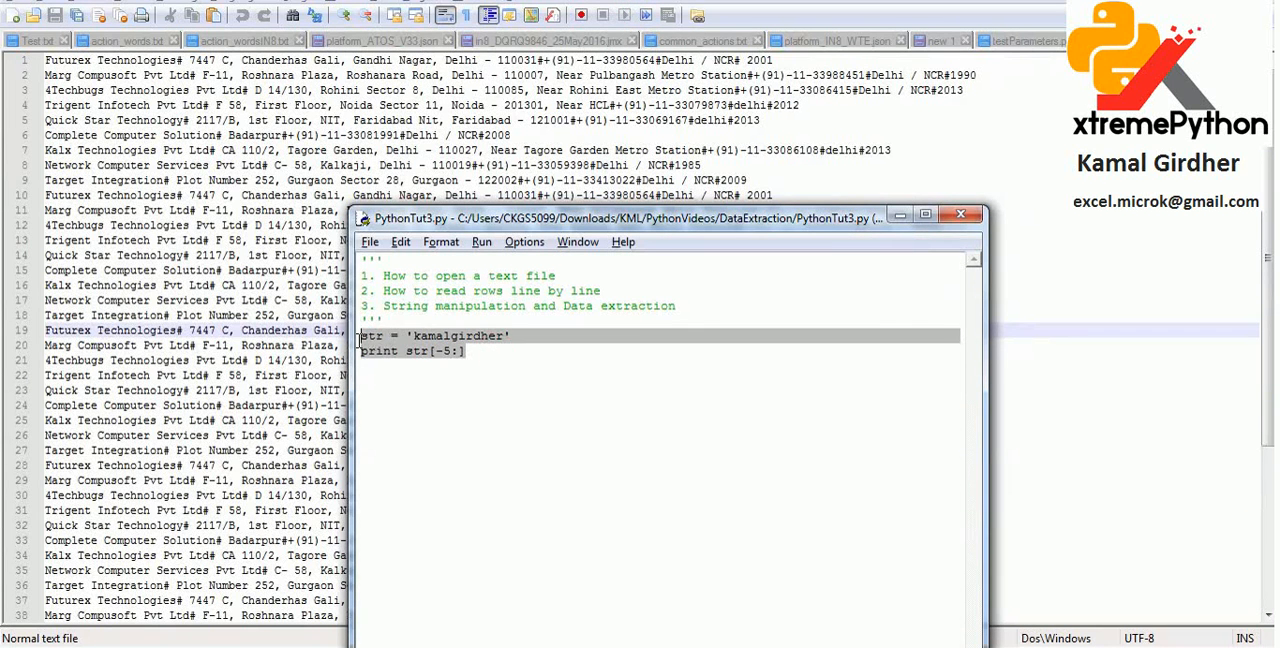 Test.txt action_words.txt action_wordsIN8.txt platform_ATOS_V33.json in8_DQRQ9846_25May2016.jmx common_actions.txt platform_IN8_WTE.json new 1 testParameters.p
1 Futurex Technologies# 7447 C, Chanderhas Gali, Gandhi Nagar, Delhi - 110031#+(91)-11-33980564#Delhi / NCR# 2001
2 Marg Compusoft Pvt Ltd# F-11, Roshnara Plaza, Roshanara Road, Delhi - 110007, Near Pulbangash Metro Station#+(91)-11-33988451#Delhi / NCR#1990
3 4Techbugs Technologies Pvt Ltd# D 14/130, Rohini Sector 8, Delhi - 110085, Near Rohini East Metro Station#+(91)-11-33086415#Delhi / NCR#2013
4 Trigent Infotech Pvt Ltd# F 58, First Floor, Noida Sector 11, Noida - 201301, Near HCL#+(91)-11-33079873#delhi#2012
5 Quick Star Technology# 2117/B, 1st Floor, NIT, Faridabad Nit, Faridabad - 121001#+(91)-11-33069167#delhi#2013
6 Complete Computer Solution# Badarpur#+(91)-11-33081991#Delhi / NCR#2008
7 Kalx Technologies Pvt Ltd# CA 110/2, Tagore Garden, Delhi - 110027, Near Tagore Garden Metro Station#+(91)-11-33086108#delhi#2013
8 Network Computer Services Pvt Ltd# C- 58, Kalkaji, Delhi - 110019#+(91)-11-33059398#Delhi / NCR#1985
9 Target Integration# Plot Number 252, Gurgaon Sector 28, Gurgaon - 122002#+(91)-11-33413022#Delhi / NCR#2009
10 Futurex Technologies# 7447 C, Chanderhas Gali, Gandhi Nagar, Delhi - 110031#+(91)-11-33980564#Delhi / NCR# 2001
11 Marg Compusoft Pvt Ltd# F-11, Roshnara Plaza,
12 4Techbugs Technologies Pvt Ltd# D 14/130, Rohi
13 Trigent Infotech Pvt Ltd# F 58, First Floor, N
14 Quick Star Technology# 2117/B, 1st Floor, NIT,
15 Complete Computer Solution# Badarpur#+(91)-11-
16 Kalx Technologies Pvt Ltd# CA 110/2, Tagore Ga
17 Network Computer Services Pvt Ltd# C- 58, Kalk
18 Target Integration# Plot Number 252, Gurgaon S
19 Futurex Technologies# 7447 C, Chanderhas Gali,
20 Marg Compusoft Pvt Ltd# F-11, Roshnara Plaza,
21 4Techbugs Technologies Pvt Ltd# D 14/130, Rohi
22 Trigent Infotech Pvt Ltd# F 58, First Floor, N
23 Quick Star Technology# 2117/B, 1st Floor, NIT,
24 Complete Computer Solution# Badarpur#+(91)-11-
25 Kalx Technologies Pvt Ltd# CA 110/2, Tagore Ga
26 Network Computer Services Pvt Ltd# C- 58, Kalk
27 Target Integration# Plot Number 252, Gurgaon S
28 Futurex Technologies# 7447 C, Chanderhas Gali,
29 Marg Compusoft Pvt Ltd# F-11, Roshnara Plaza,
30 4Techbugs Technologies Pvt Ltd# D 14/130, Rohi
31 Trigent Infotech Pvt Ltd# F 58, First Floor, N
32 Quick Star Technology# 2117/B, 1st Floor, NIT,
33 Complete Computer Solution# Badarpur#+(91)-11-
34 Kalx Technologies Pvt Ltd# CA 110/2, Tagore Ga
35 Network Computer Services Pvt Ltd# C- 58, Kalk
36 Target Integration# Plot Number 252, Gurgaon S
37 Futurex Technologies# 7447 C, Chanderhas Gali,
38 Marg Compusoft Pvt Ltd# F-11, Roshnara Plaza,
PythonTut3.py - C:/Users/CKGS5099/Downloads/KML/PythonVideos/DataExtraction/PythonTut3.py (...
File Edit Format Run Options Window Help
'''
1. How to open a text file
2. How to read rows line by line
3. String manipulation and Data extraction
'''
str = 'kamalgirdher'
print str[-5:]
xtremePython
Kamal Girdher
excel.microk@gmail.com
Normal text file Dos\Windows UTF-8 INS